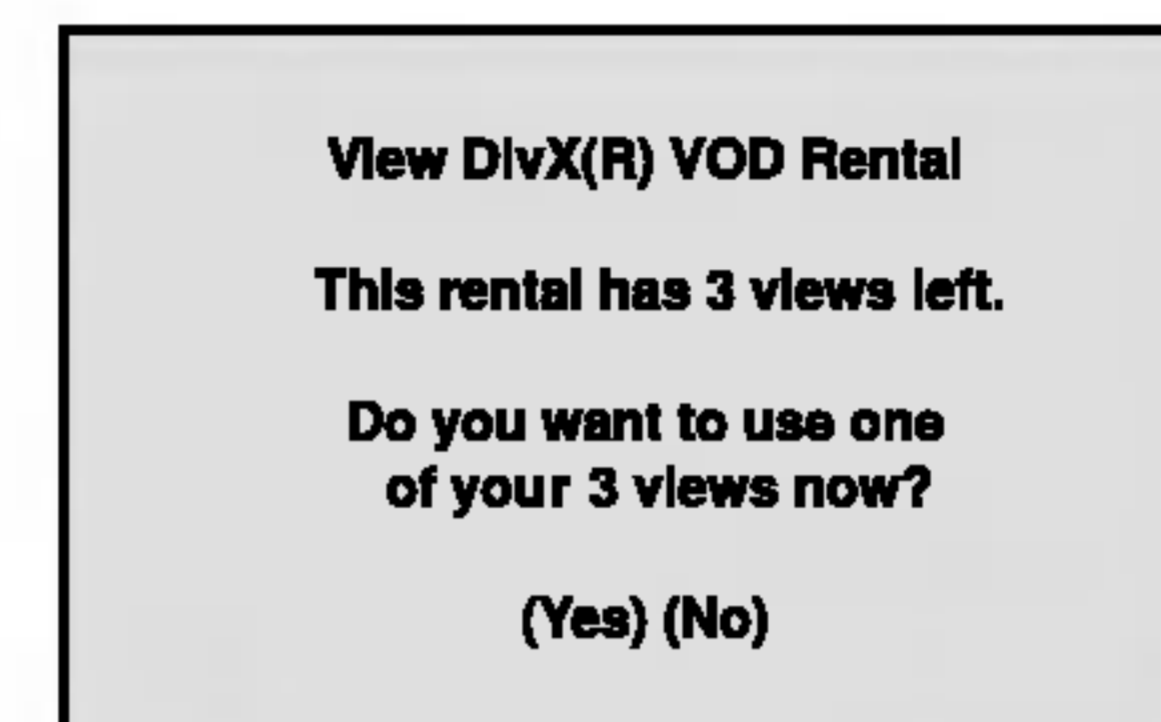 View DivX(R) VOD Rental
This rental has 3 views left.
Do you want to use one
of your 3 views now?
(Yes) (No)